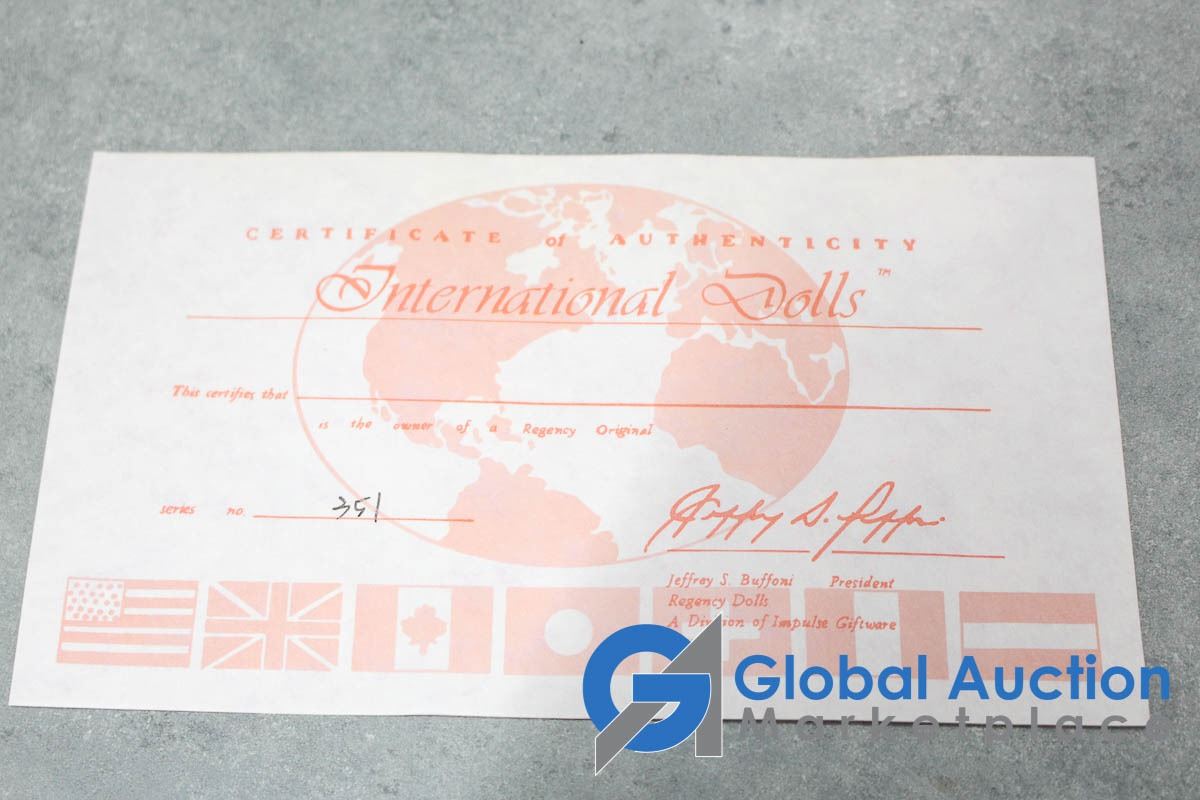 CERTIFICATE of AUTHENTICITY
International Dolls™
This certifies that
is the owner of a Regency Original
series no. 351
Jeffrey S. Buffoni President
Regency Dolls
A Division of Impulse Giftware
GA Global Auction
Marketplace